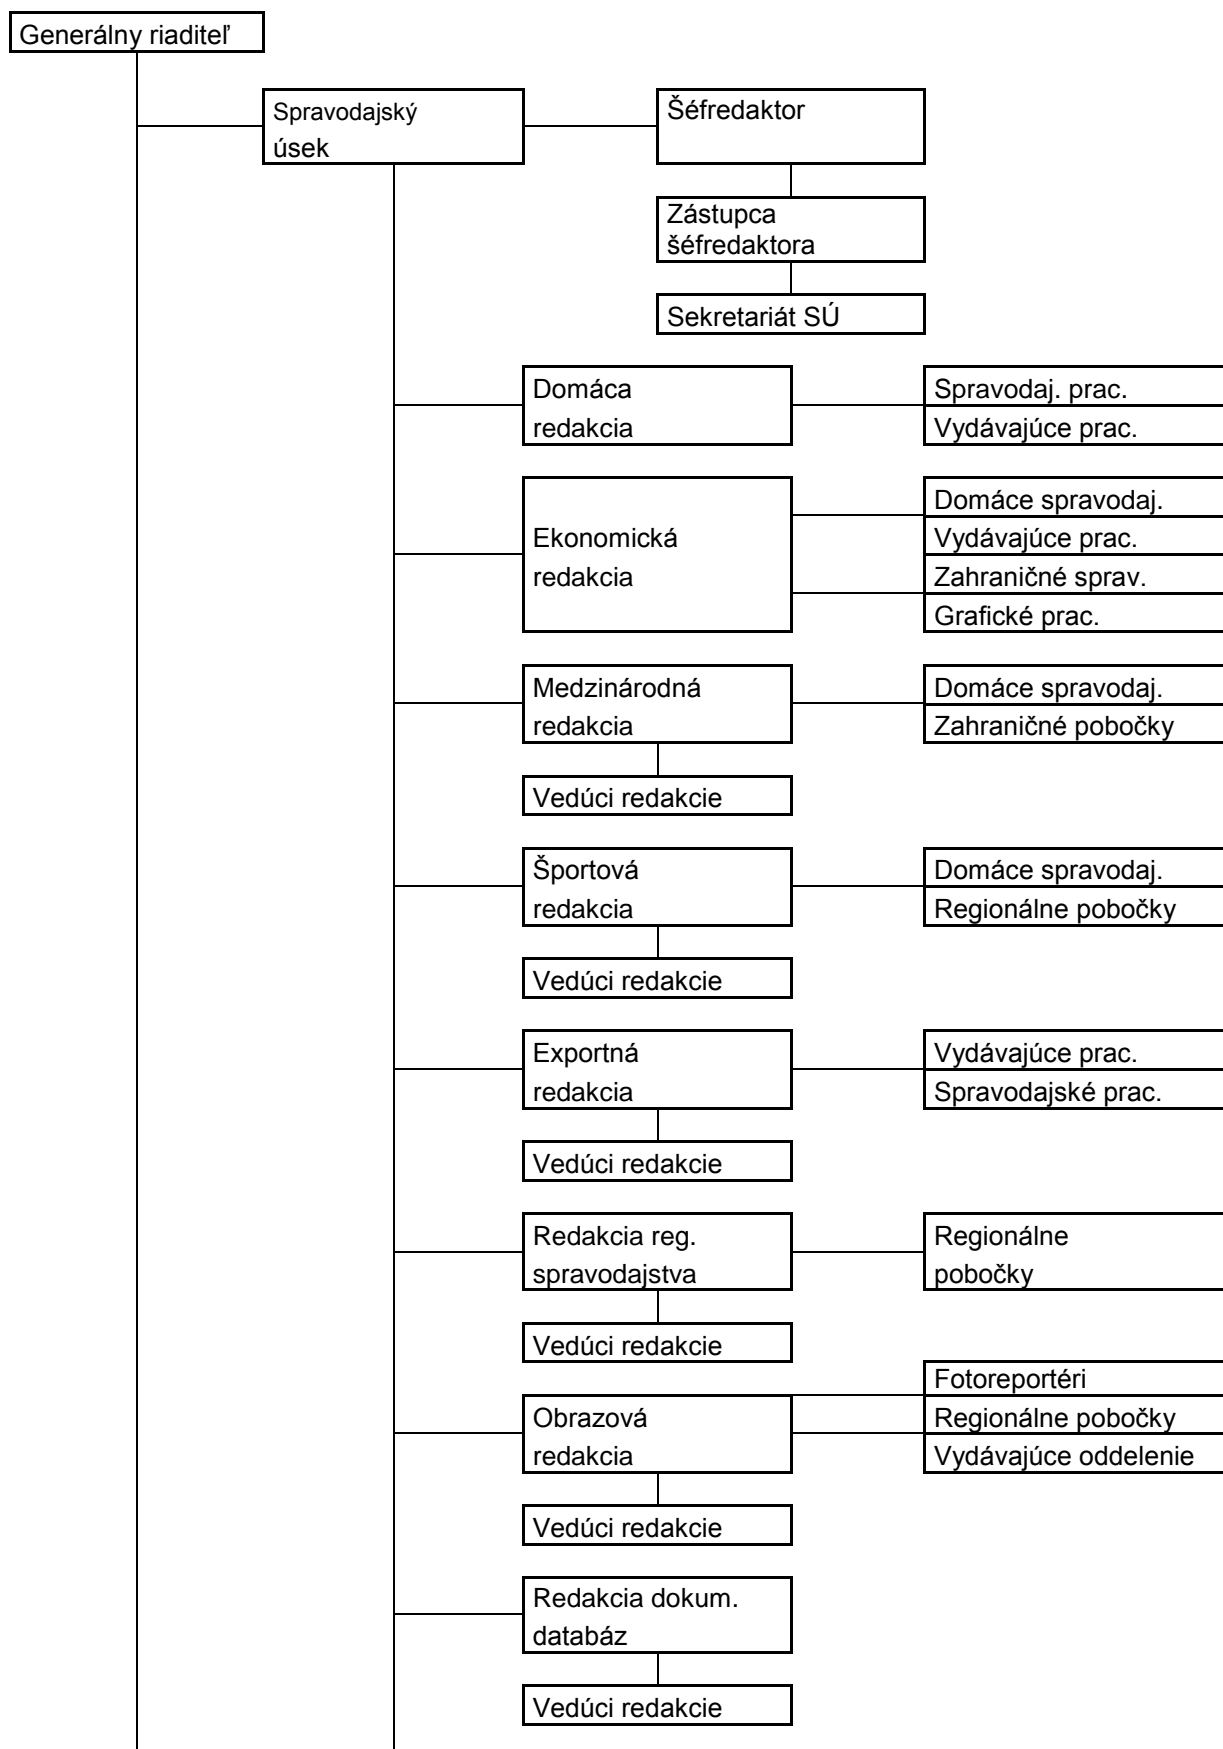 Generálny riaditeľ
Spravodajský
úsek
Šéfredaktor
Zástupca
šéfredaktora
Sekretariát SÚ
Domáca
redakcia
Spravodaj. prac.
Vydávajúce prac.
Ekonomická
redakcia
Domáce spravodaj.
Vydávajúce prac.
Zahraničné sprav.
Grafické prac.
Medzinárodná
redakcia
Domáce spravodaj.
Zahraničné pobočky
Vedúci redakcie
Športová
redakcia
Domáce spravodaj.
Regionálne pobočky
Vedúci redakcie
Exportná
redakcia
Vydávajúce prac.
Spravodajské prac.
Vedúci redakcie
Redakcia reg.
spravodajstva
Regionálne
pobočky
Vedúci redakcie
Obrazová
redakcia
Fotoreportéri
Regionálne pobočky
Vydávajúce oddelenie
Vedúci redakcie
Redakcia dokum.
databáz
Vedúci redakcie